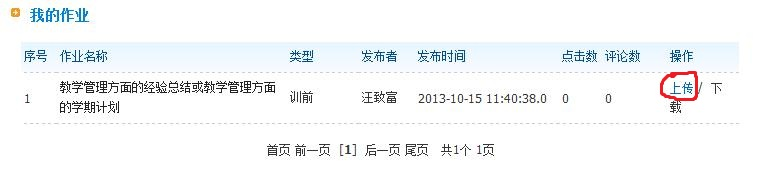 我的作业
序号 作业名称 类型 发布者 发布时间 点击数 评论数 操作
教学管理方面的经验总结或教学管理方面
1 训前 汪致富 2013-10-15 11:40:38.0 0 0 上传 / 下
的学期计划 载
首页 前一页 [1] 后一页 尾页 共1个 1页